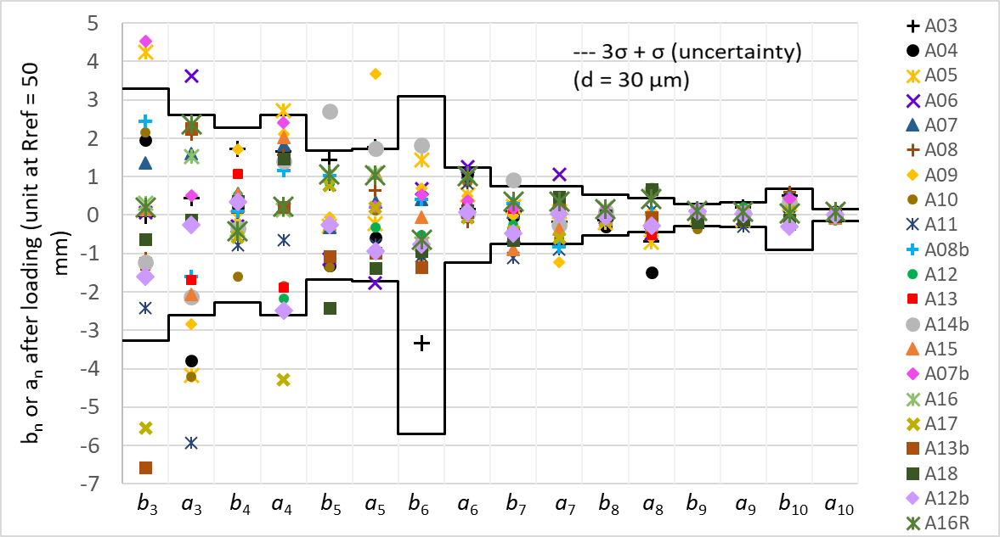 bn or an after loading (unit at Rref = 50
mm)
5
4
3
2
1
0
-1
-2
-3
-4
-5
-6
-7
--- 3σ + σ (uncertainty)
(d = 30 µm)
b3 a3 b4 a4 b5 a5 b6 a6 b7 a7 b8 a8 b9 a9 b10 a10
A03
A04
A05
A06
A07
A08
A09
A10
A11
A08b
A12
A13
A14b
A15
A07b
A16
A17
A13b
A18
A12b
A16R